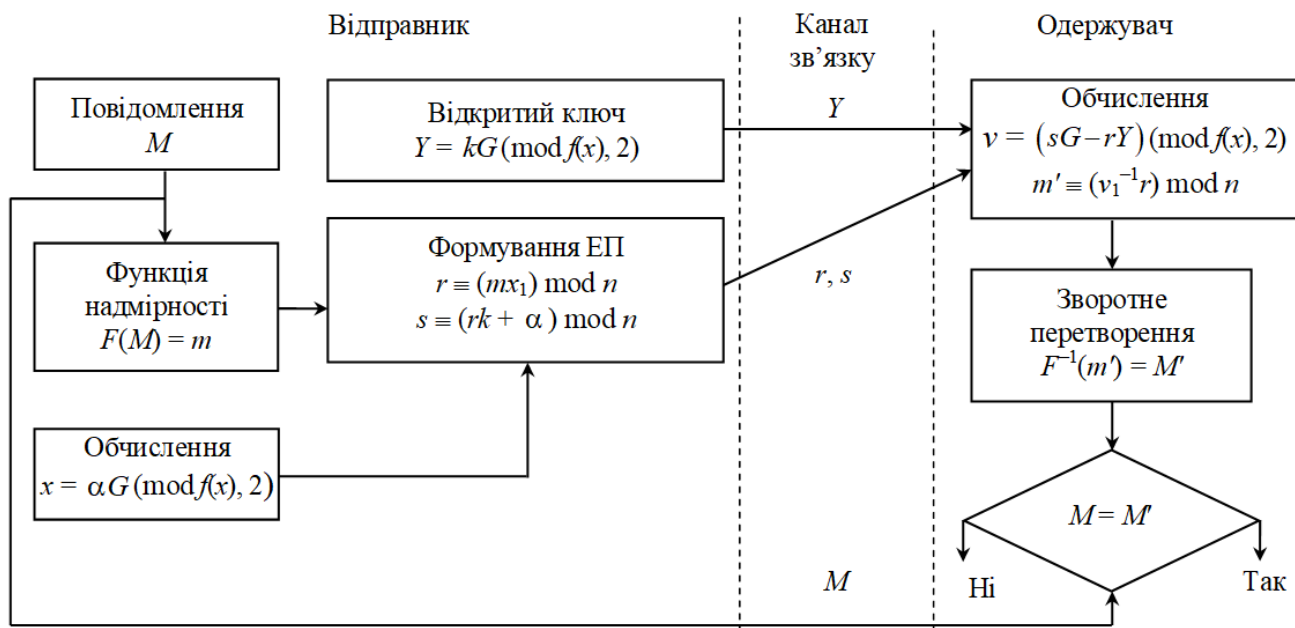 Відправник
Канал
зв’язку
Одержувач
Повідомлення
M
Відкритий ключ
Y = kG (mod f(x), 2)
Y
Обчислення
v = (sG – rY) (mod f(x), 2)
m′ ≡ (v₁⁻¹r) mod n
Функція
надмірності
F(M) = m
Формування ЕП
r ≡ (mx₁) mod n
s ≡ (rk + α ) mod n
r, s
Зворотне
перетворення
F⁻¹(m′) = M′
Обчислення
x = αG (mod f(x), 2)
M = M′
Ні
Так
M